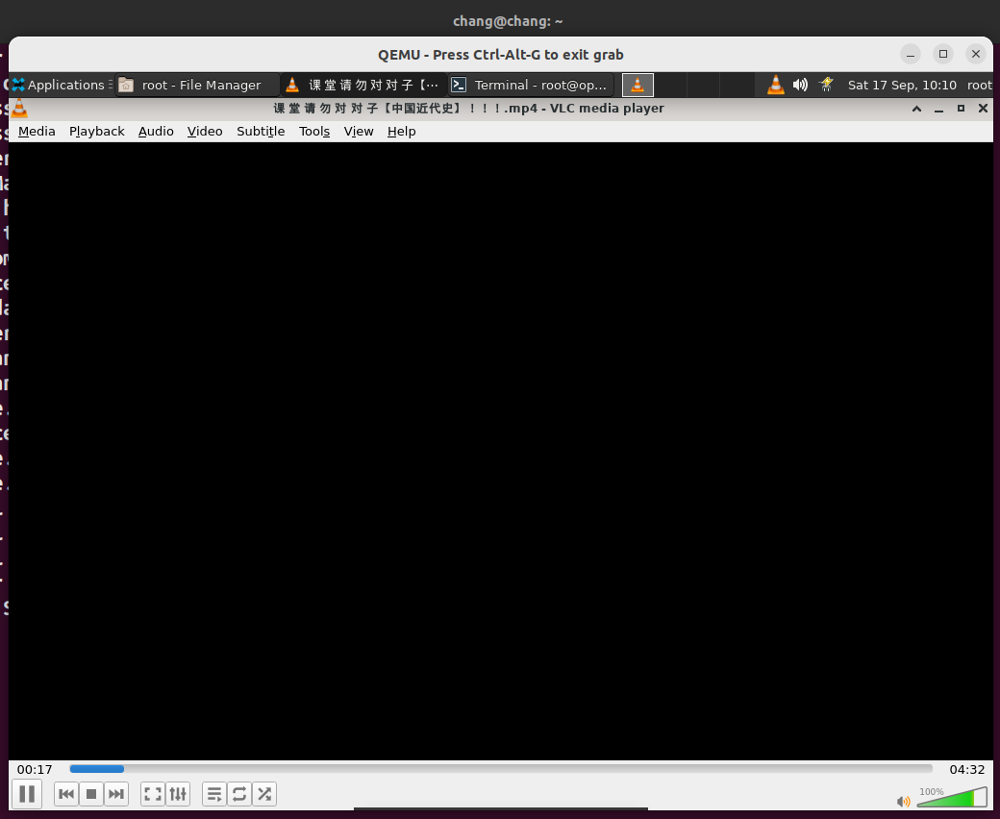 chang@chang: ~
QEMU - Press Ctrl-Alt-G to exit grab
Applications root - File Manager 课堂请勿对对子【… Terminal - root@op... Sat 17 Sep, 10:10 root
课堂请勿对对子【中国近代史】！！！.mp4 - VLC media player
Media Playback Audio Video Subtitle Tools View Help
00:17 04:32
100%